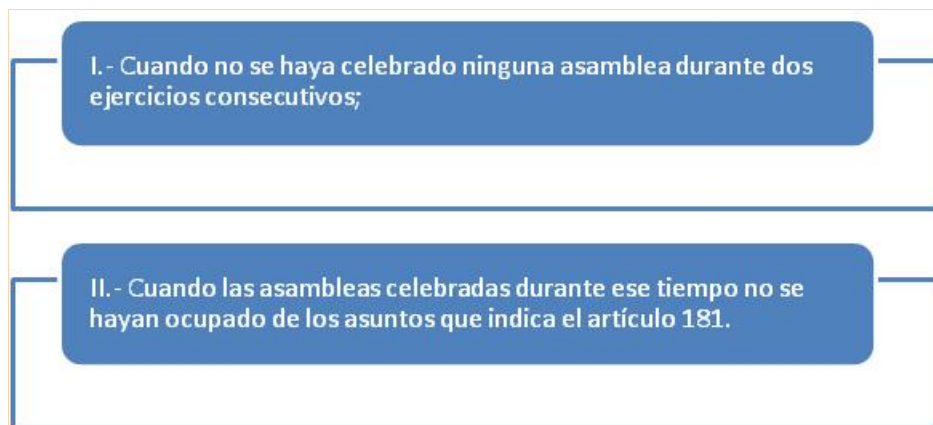 I.- Cuando no se haya celebrado ninguna asamblea durante dos
ejercicios consecutivos;
II.- Cuando las asambleas celebradas durante ese tiempo no se
hayan ocupado de los asuntos que indica el artículo 181.